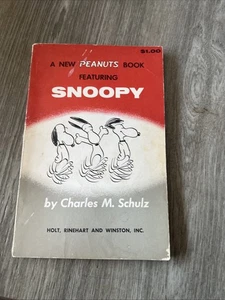 $1.00
A NEW PEANUTS BOOK
FEATURING
SNOOPY
by Charles M. Schulz
HOLT, RINEHART AND WINSTON, INC.